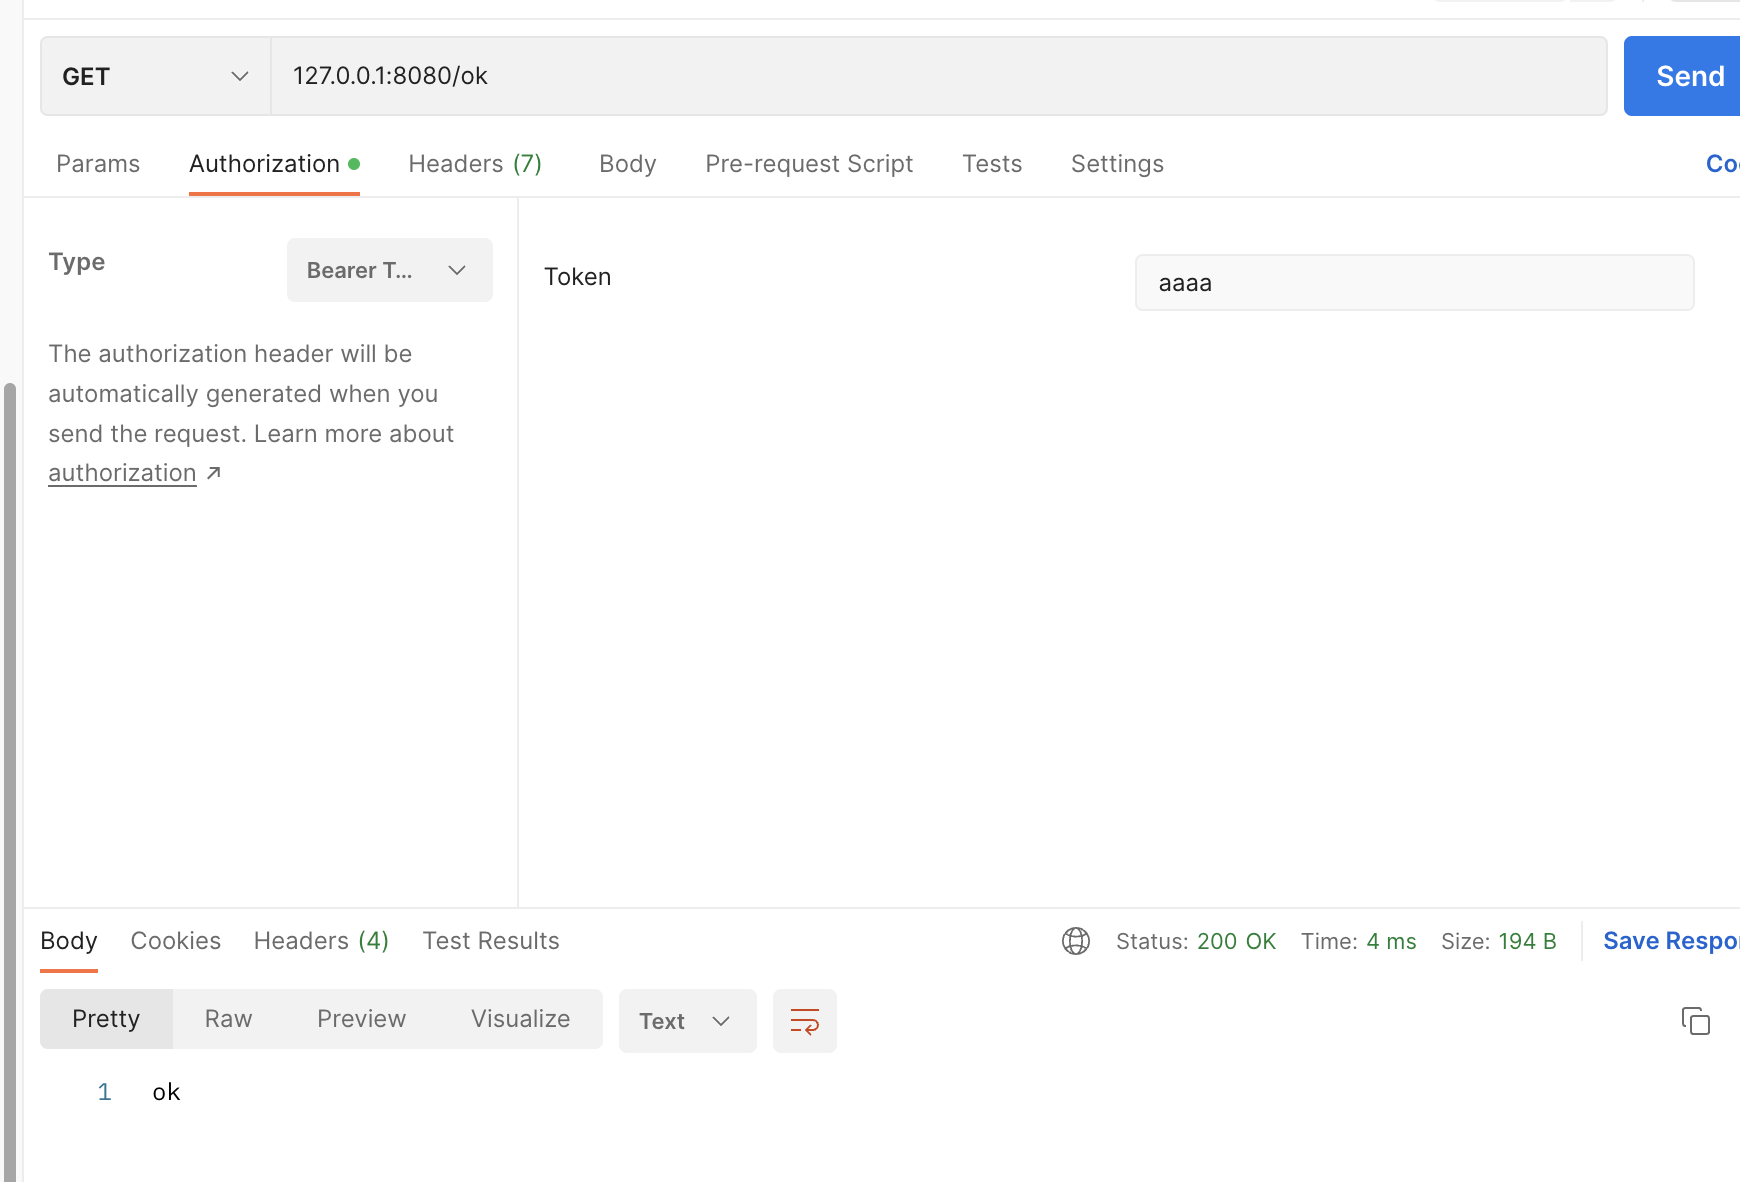 GET
127.0.0.1:8080/ok
Send
Params
Authorization
Headers (7)
Body
Pre-request Script
Tests
Settings
Type
Bearer T...
The authorization header will be
automatically generated when you
send the request. Learn more about
authorization ↗
Token
aaaa
Body
Cookies
Headers (4)
Test Results
Status: 200 OK
Time: 4 ms
Size: 194 B
Save Respo
Pretty
Raw
Preview
Visualize
Text
1 ok